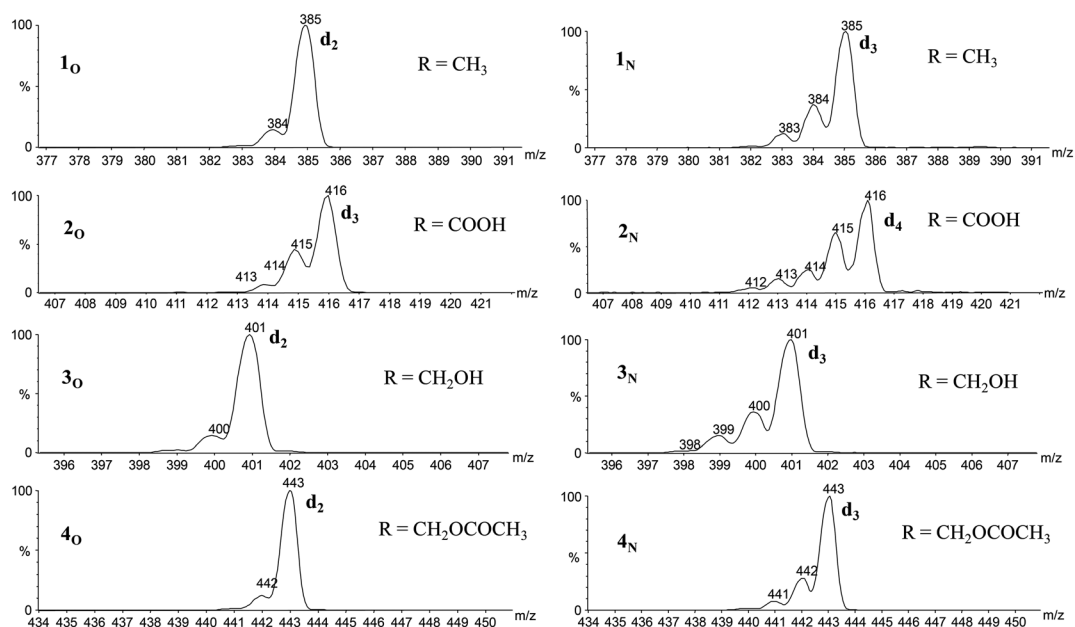 100
385
d2
1O
R = CH3
%
384
0
377 378 379 380 381 382 383 384 385 386 387 388 389 390 391 m/z
100
385
d3
1N
R = CH3
%
384
383
0
377 378 379 380 381 382 383 384 385 386 387 388 389 390 391 m/z
100
416
d3
2O
R = COOH
%
415
414
413
0
407 408 409 410 411 412 413 414 415 416 417 418 419 420 421 m/z
100
416
d4
2N
R = COOH
415
%
414
413
412
0
407 408 409 410 411 412 413 414 415 416 417 418 419 420 421 m/z
100
401
d2
3O
R = CH2OH
%
400
0
396 397 398 399 400 401 402 403 404 405 406 407 m/z
100
401
d3
3N
R = CH2OH
%
400
399
398
0
396 397 398 399 400 401 402 403 404 405 406 407 m/z
100
443
d2
4O
R = CH2OCOCH3
%
442
0
434 435 436 437 438 439 440 441 442 443 444 445 446 447 448 449 450 m/z
100
443
d3
4N
R = CH2OCOCH3
%
442
441
0
434 435 436 437 438 439 440 441 442 443 444 445 446 447 448 449 450 m/z